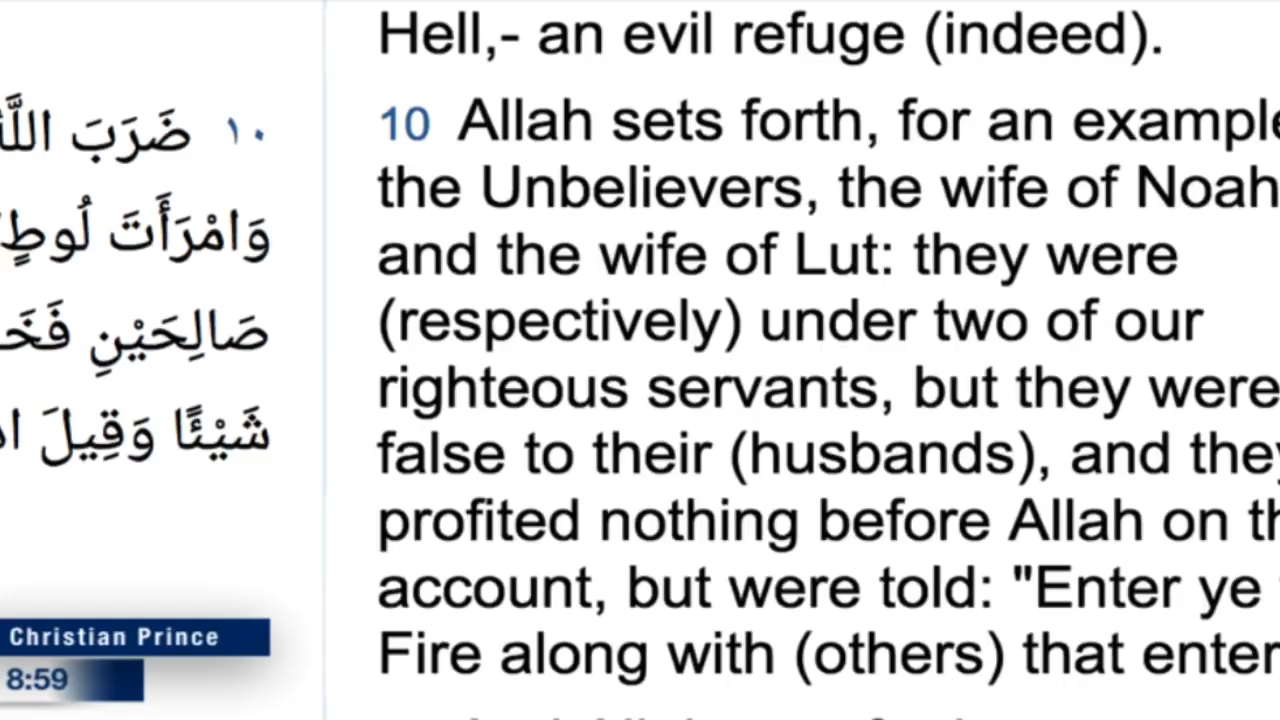 Hell,- an evil refuge (indeed).
10 Allah sets forth, for an example
the Unbelievers, the wife of Noah
and the wife of Lut: they were
(respectively) under two of our
righteous servants, but they were
false to their (husbands), and they
profited nothing before Allah on th
account, but were told: "Enter ye
Fire along with (others) that enter
١٠ ضَرَبَ اللَّهُ
وَامْرَأَتَ لُوطٍ
صَالِحَيْنِ فَخَ
شَيْئًا وَقِيلَ اد
Christian Prince
8:59